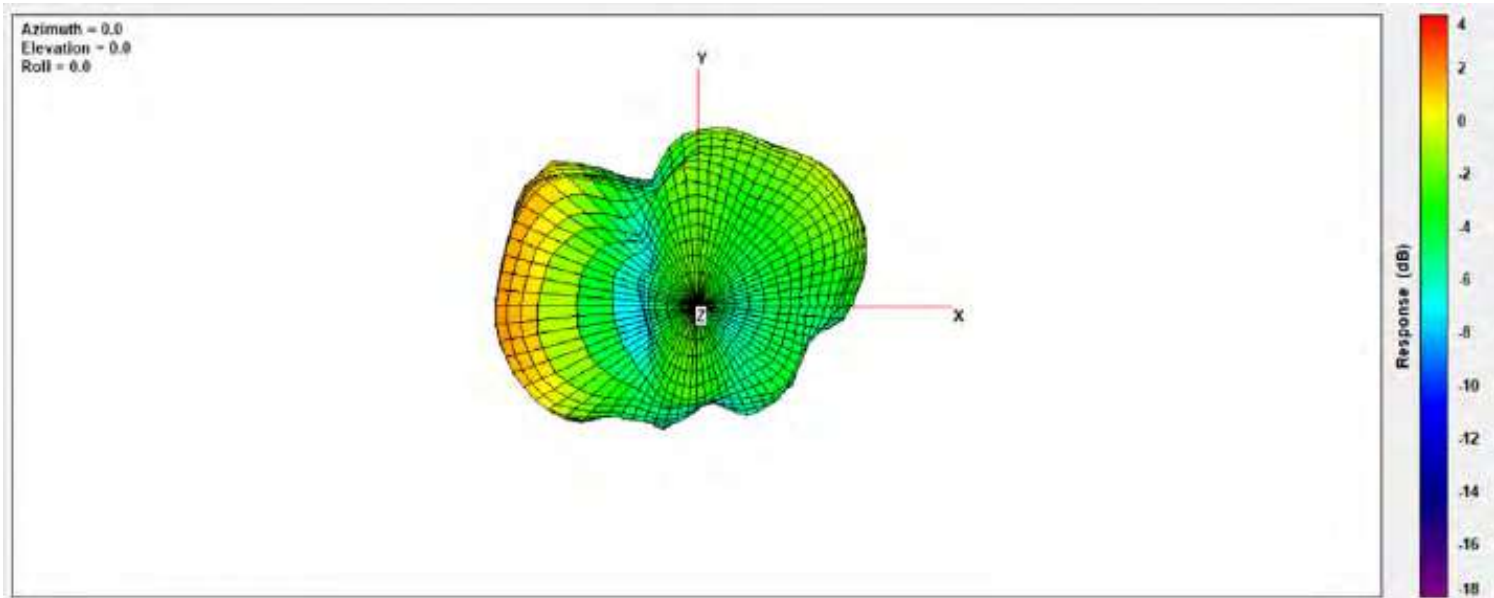 Azimuth = 0.0
Elevation = 0.0
Roll = 0.0
Y
Z
X
Response (dB)
4
2
0
-2
-4
-6
-8
-10
-12
-14
-16
-18